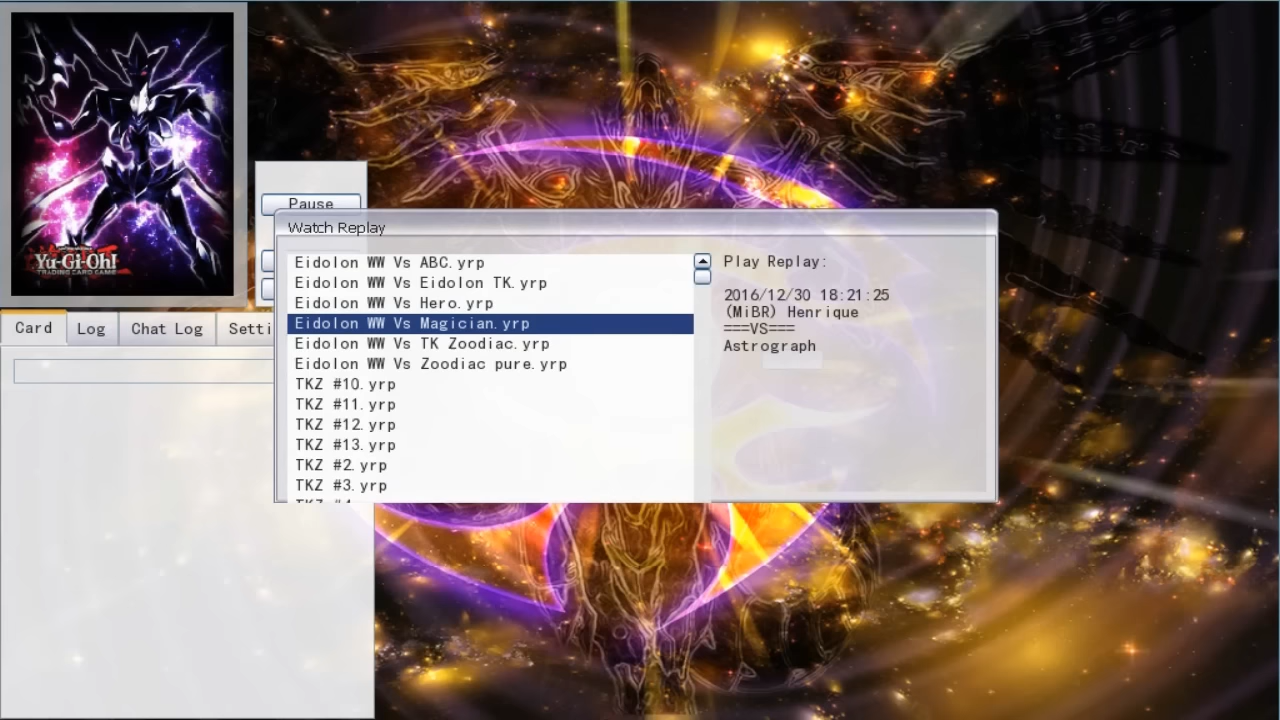 Yu-Gi-Oh!
TRADING CARD GAME
Pause
Watch Replay
Card
Log
Chat Log
Setti
Eidolon WW Vs ABC.yrp
Eidolon WW Vs Eidolon TK.yrp
Eidolon WW Vs Hero.yrp
Eidolon WW Vs Magician.yrp
Eidolon WW Vs TK Zoodiac.yrp
Eidolon WW Vs Zoodiac pure.yrp
TKZ #10.yrp
TKZ #11.yrp
TKZ #12.yrp
TKZ #13.yrp
TKZ #2.yrp
TKZ #3.yrp
Play Replay:
2016/12/30 18:21:25
(MiBR) Henrique
===VS===
Astrograph